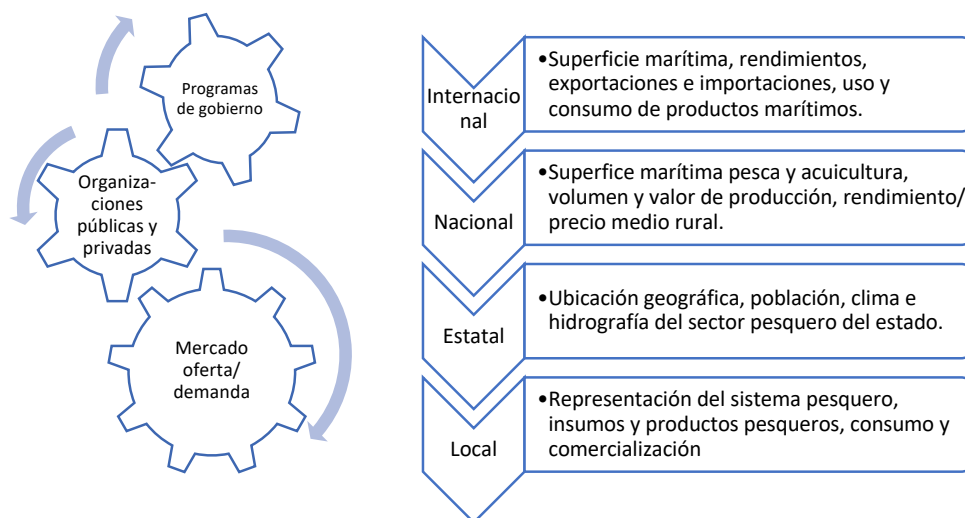 Programas
de gobierno
Organiza-
ciones
públicas y
privadas
Mercado
oferta/
demanda
Internacio
nal
•Superficie marítima, rendimientos,
exportaciones e importaciones, uso y
consumo de productos marítimos.
Nacional
•Superfice marítima pesca y acuicultura,
volumen y valor de producción, rendimiento/
precio medio rural.
Estatal
•Ubicación geográfica, población, clima e
hidrografía del sector pesquero del estado.
Local
•Representación del sistema pesquero,
insumos y productos pesqueros, consumo y
comercialización